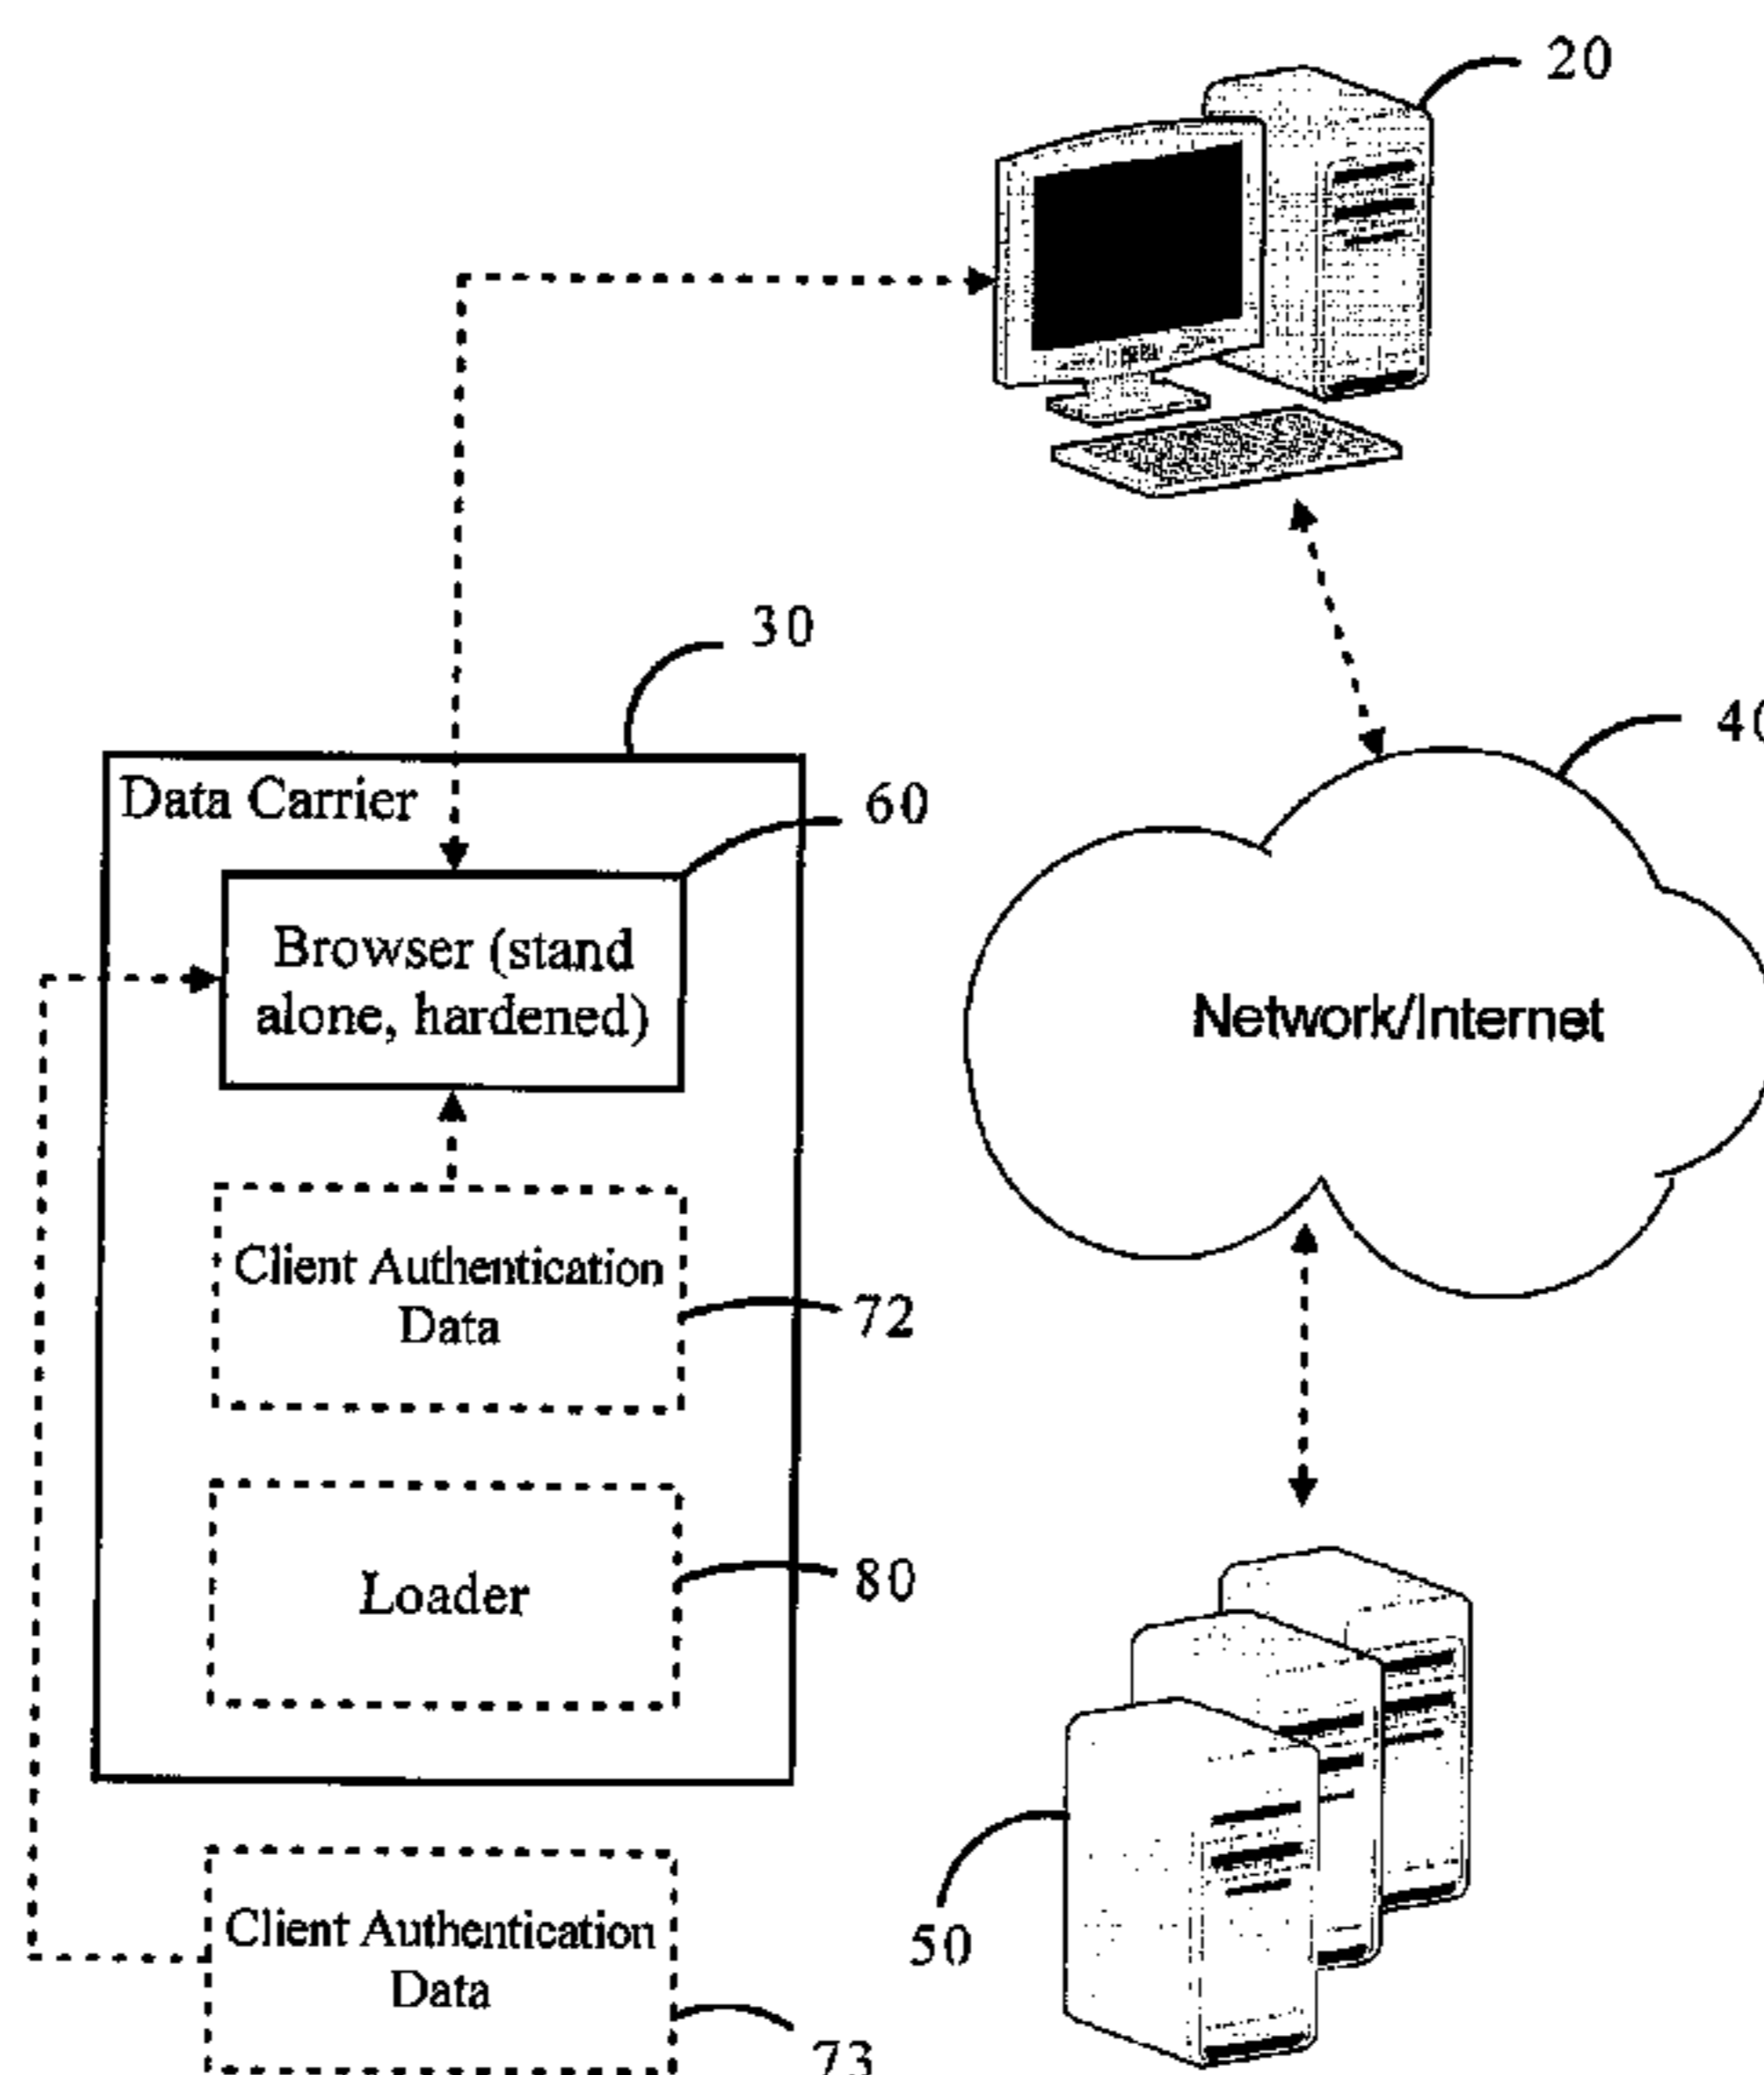 20
30
40
Data Carrier
60
Browser (stand
alone, hardened)
Network/Internet
Client Authentication
Data
72
Loader
80
50
Client Authentication
Data
73